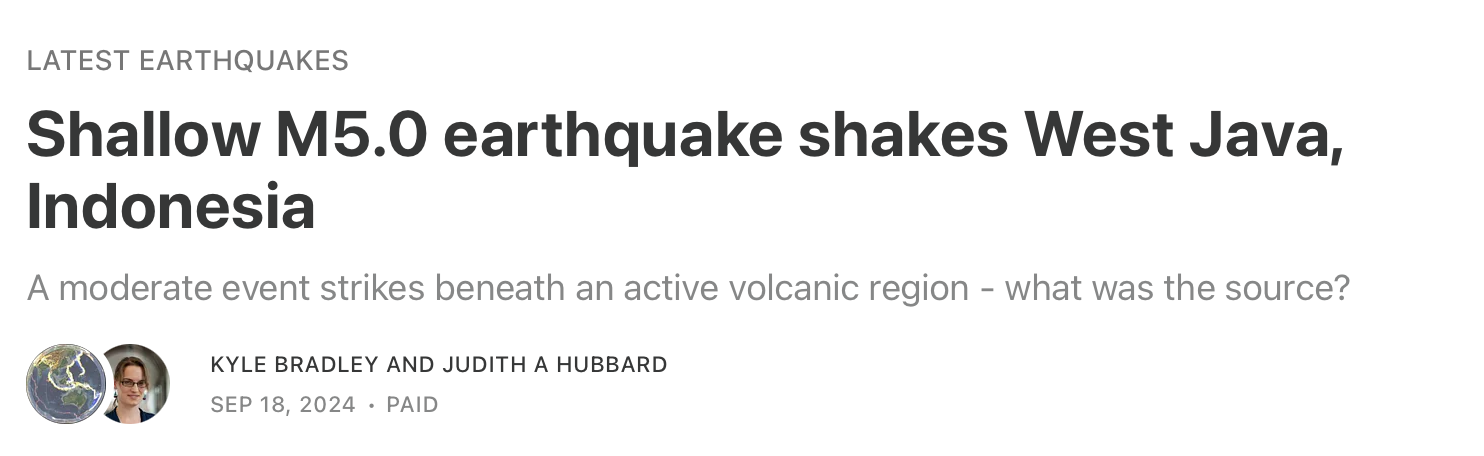 LATEST EARTHQUAKES
Shallow M5.0 earthquake shakes West Java,
Indonesia
A moderate event strikes beneath an active volcanic region - what was the source?
KYLE BRADLEY AND JUDITH A HUBBARD
SEP 18, 2024 • PAID